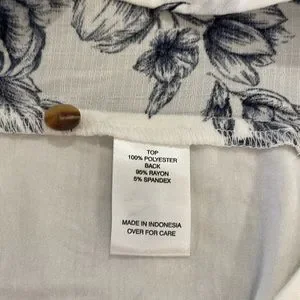 TOP
100% POLYESTER
BACK
95% RAYON
5% SPANDEX
MADE IN INDONESIA
OVER FOR CARE